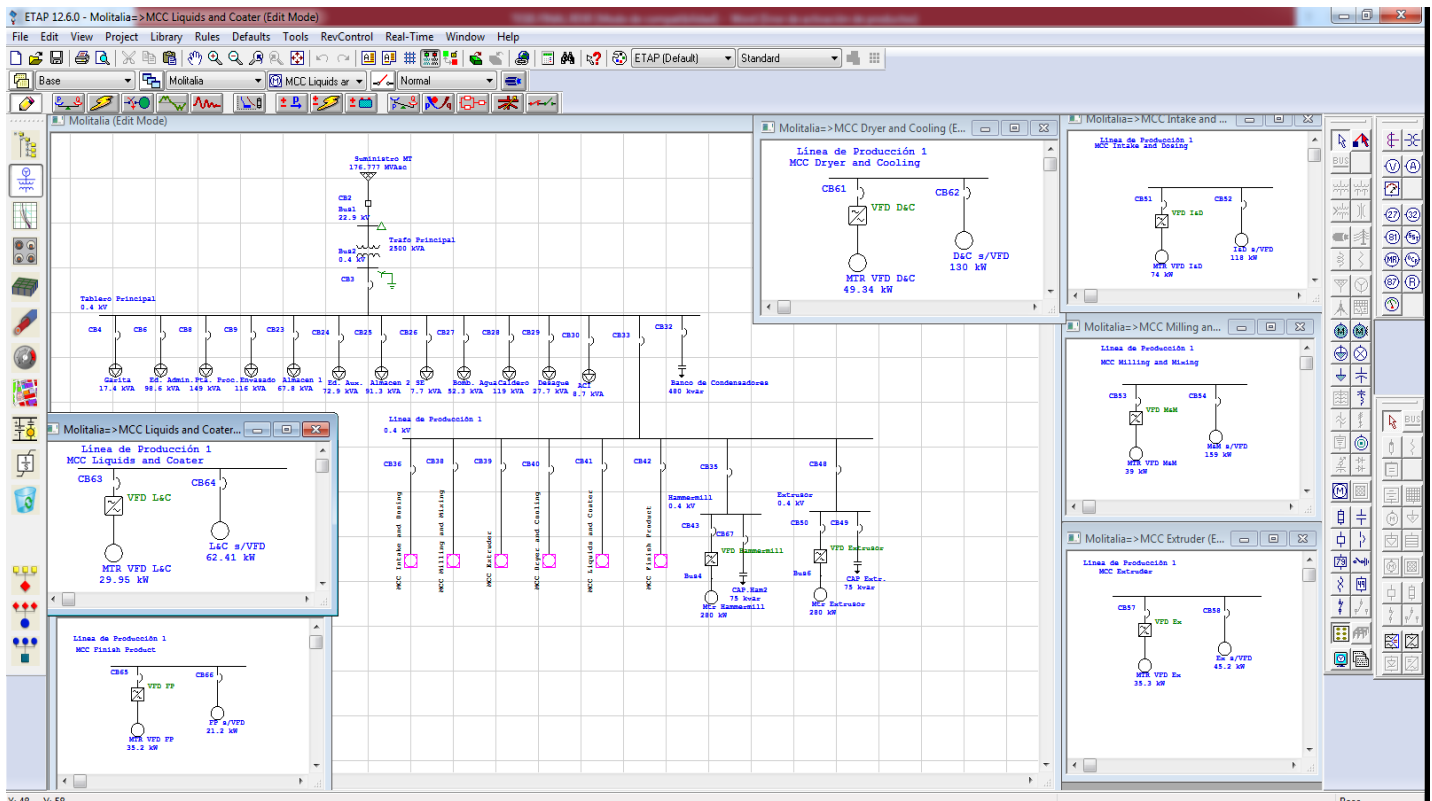 ETAP 12.6.0 - Molitalia=>MCC Liquids and Coater (Edit Mode)
File Edit View Project Library Rules Defaults Tools RevControl Real-Time Window Help
ETAP (Default) Standard
Base Molitalia MCC Liquids ar Normal
Molitalia (Edit Mode)
Suministro MT
176.777 MVAsc
CB2
Bus1
22.9 kV
Trafo Principal
2500 kVA
Bus2
0.4 kV
CB3
Tablero Principal
0.4 kV
CB4 CB6 CB8 CB9 CB23 CB24 CB25 CB26 CB27 CB28 CB29 CB30 CB33 CB32
Garita
17.4 kVA
Ed. Admin.
98.6 kVA
Pta. Proc.
149 kVA
Envasado
116 kVA
Almacen 1
67.8 kVA
Ed. Aux.
72.9 kVA
Almacen 2
91.3 kVA
SE
7.7 kVA
Bomb. Agua
52.3 kVA
Caldero
119 kVA
Desague
27.7 kVA
ACI
8.7 kVA
Banco de Condensadores
480 kvar
Linea de Producción 1
0.4 kV
CB36 CB38 CB39 CB40 CB41 CB42 CB35 CB48
MCC Intake and Dosing
MCC Milling and Mixing
MCC Extruder
MCC Dryer and Cooling
MCC Liquids and Coater
MCC Finish Product
Hammermill
0.4 kV
CB43
CB67
VFD Hammermill
Bus4
CAP.Ham2
75 kvar
Mtr Hammermill
280 kW
Extrusor
0.4 kV
CB50 CB49
VFD Extrusor
Bus6
CAP Extr.
75 kvar
Mtr Extrusor
280 kW
Molitalia=>MCC Dryer and Cooling (E...
Línea de Producción 1
MCC Dryer and Cooling
CB61 CB62
VFD D&C
D&C s/VFD
130 kW
MTR VFD D&C
49.34 kW
Molitalia=>MCC Intake and ...
Linea de Producción 1
MCC Intake and Dosing
CB51 CB52
VFD I&D
I&D s/VFD
118 kW
MTR VFD I&D
74 kW
Molitalia=>MCC Milling an...
Linea de Producción 1
MCC Milling and Mixing
CB53 CB54
VFD M&M
M&M s/VFD
159 kW
MTR VFD M&M
39 kW
Molitalia=>MCC Extruder (E...
Linea de Producción 1
MCC Extruder
CB57 CB58
VFD Ex
Ex s/VFD
45.2 kW
MTR VFD Ex
35.3 kW
Molitalia=>MCC Liquids and Coater...
Línea de Producción 1
MCC Liquids and Coater
CB63 CB64
VFD L&C
L&C s/VFD
62.41 kW
MTR VFD L&C
29.95 kW
Linea de Producción 1
MCC Finish Product
CB65 CB66
VFD FP
FP s/VFD
21.2 kW
MTR VFD FP
35.2 kW
BUS
V A
27 32
81
MR
87 R
BUS